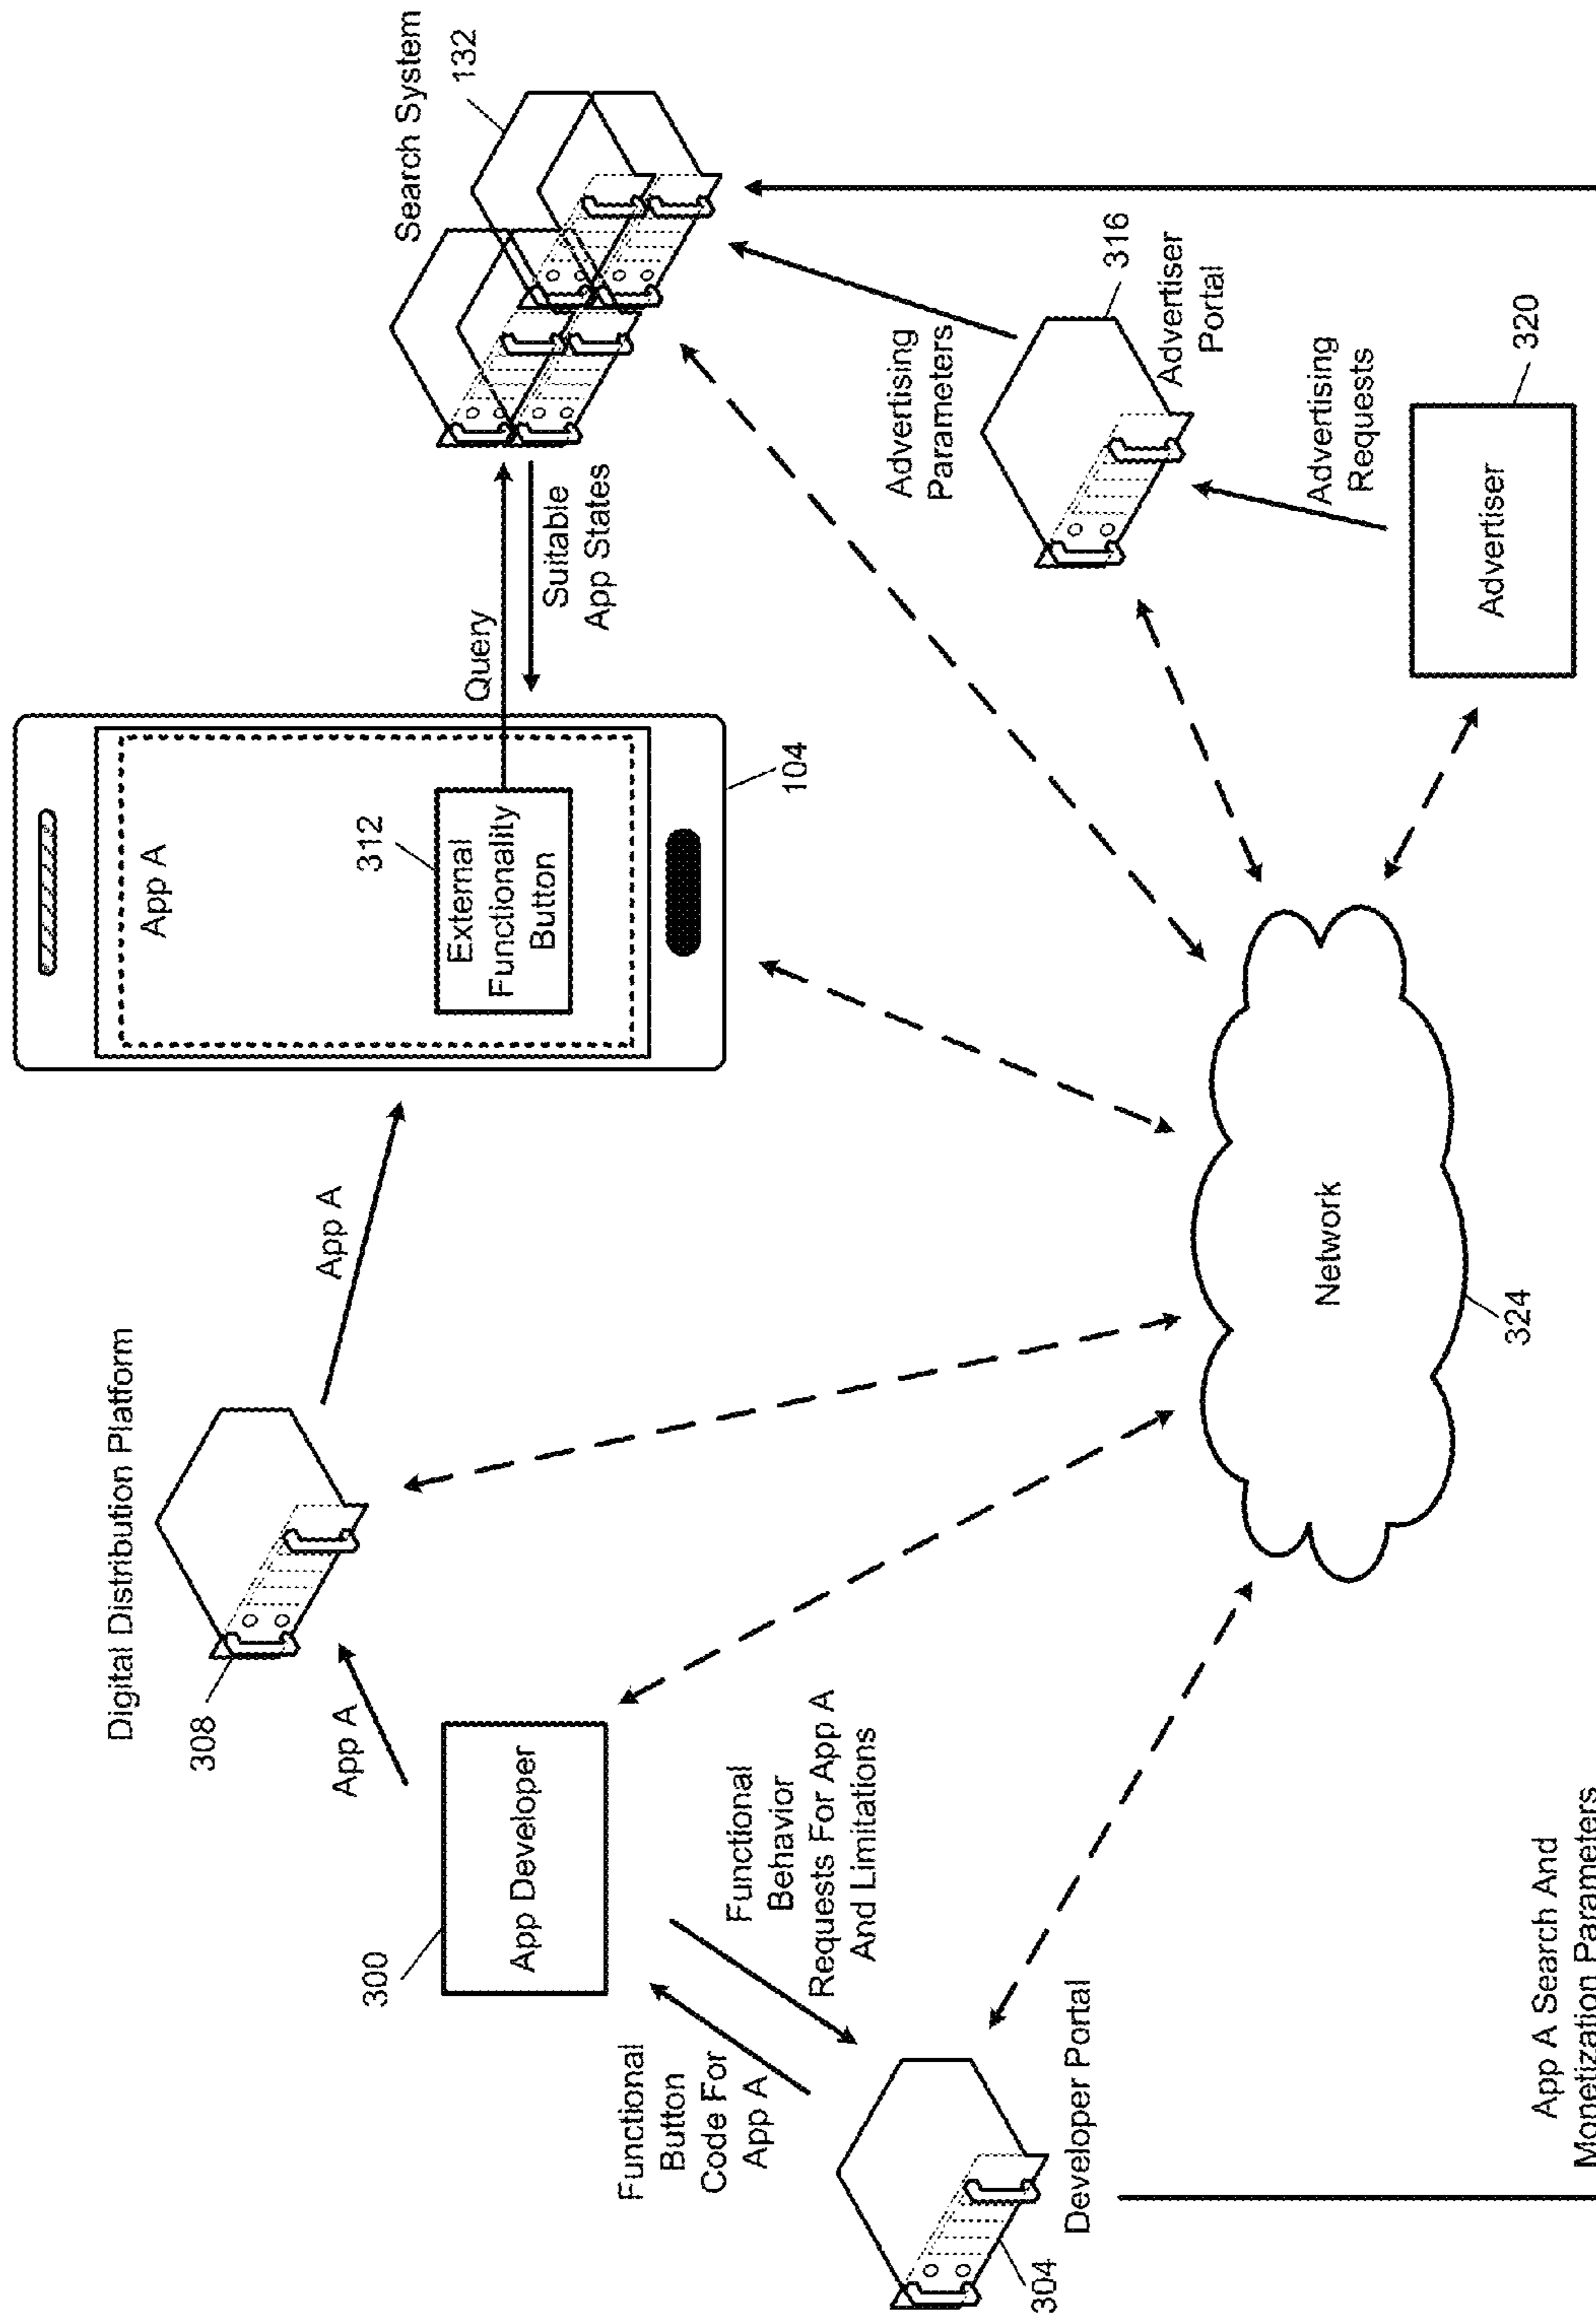 Digital Distribution Platform
308
App A
App A
App A
312
External
Functionality
Button
104
Query
Suitable
App States
Search System
132
300
App Developer
Functional
Button
Code For
App A
Functional
Behavior
Requests For App A
And Limitations
304
Developer Portal
Network
324
Advertising
Parameters
316
Advertiser
Portal
Advertising
Requests
320
Advertiser
App A Search And
Monetization Parameters